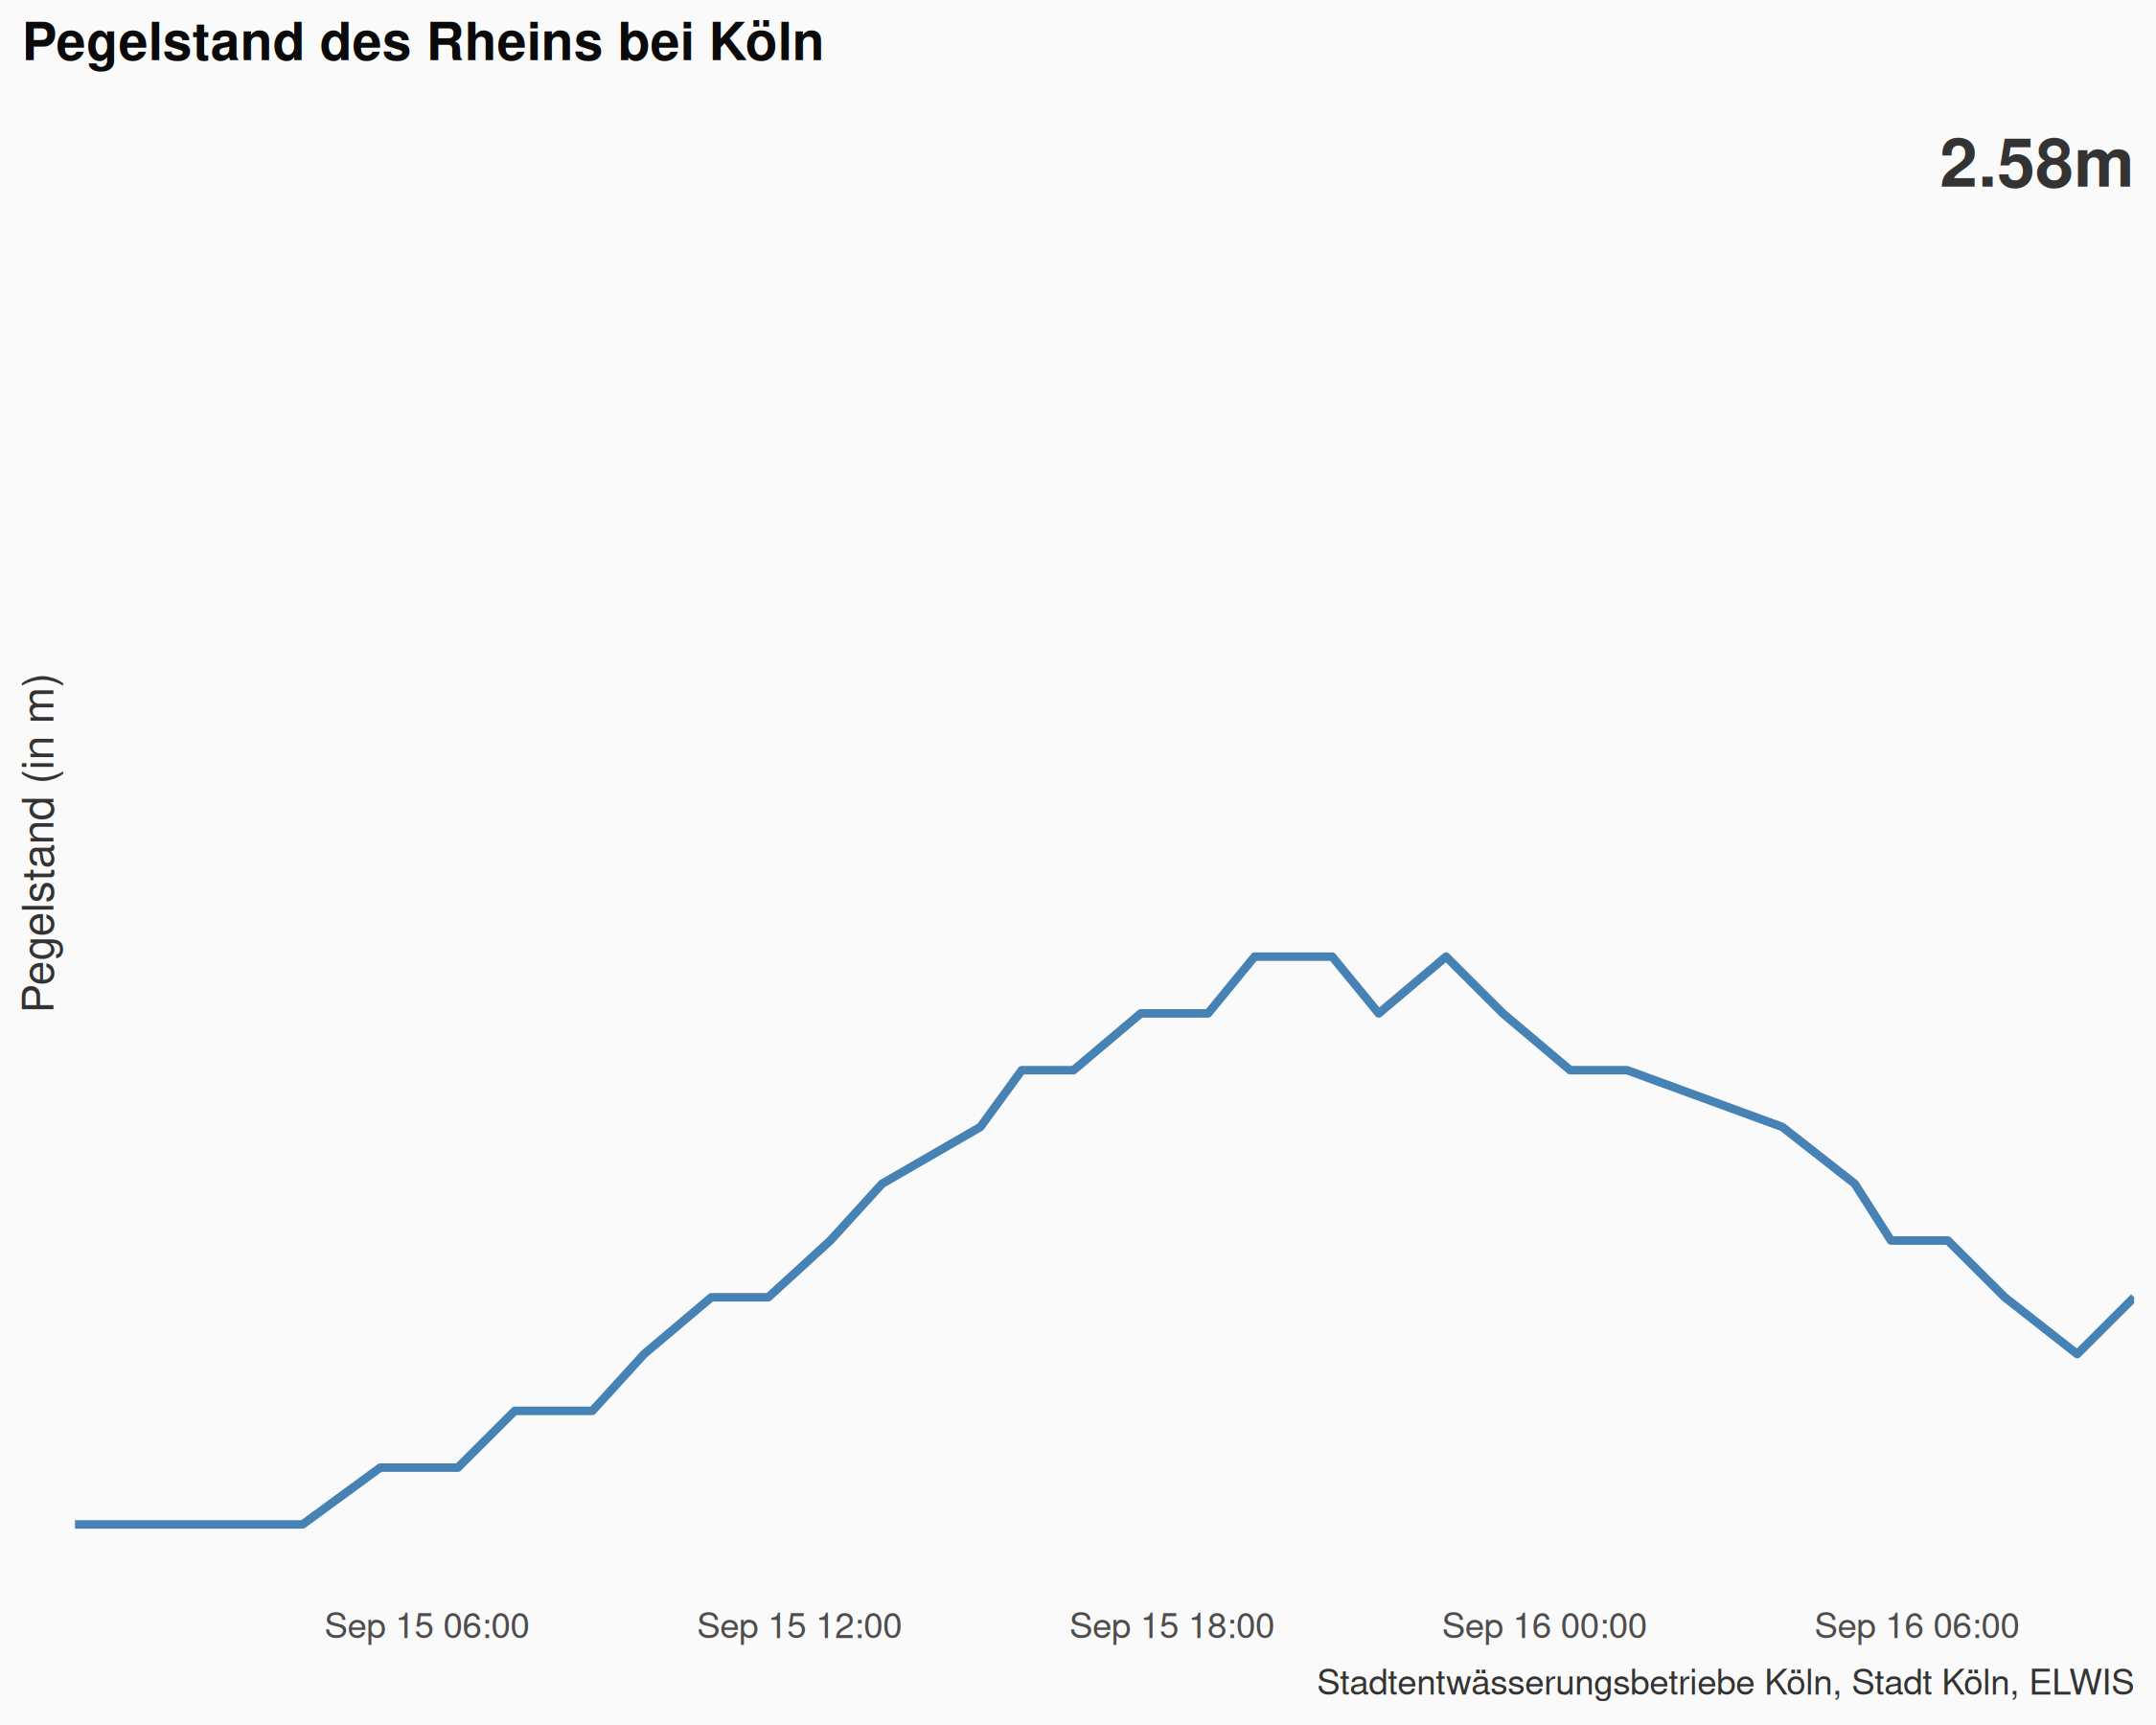 Pegelstand des Rheins bei Köln
2.58m
Pegelstand (in m)
Sep 15 06:00 Sep 15 12:00 Sep 15 18:00 Sep 16 00:00 Sep 16 06:00
Stadtentwässerungsbetriebe Köln, Stadt Köln, ELWIS